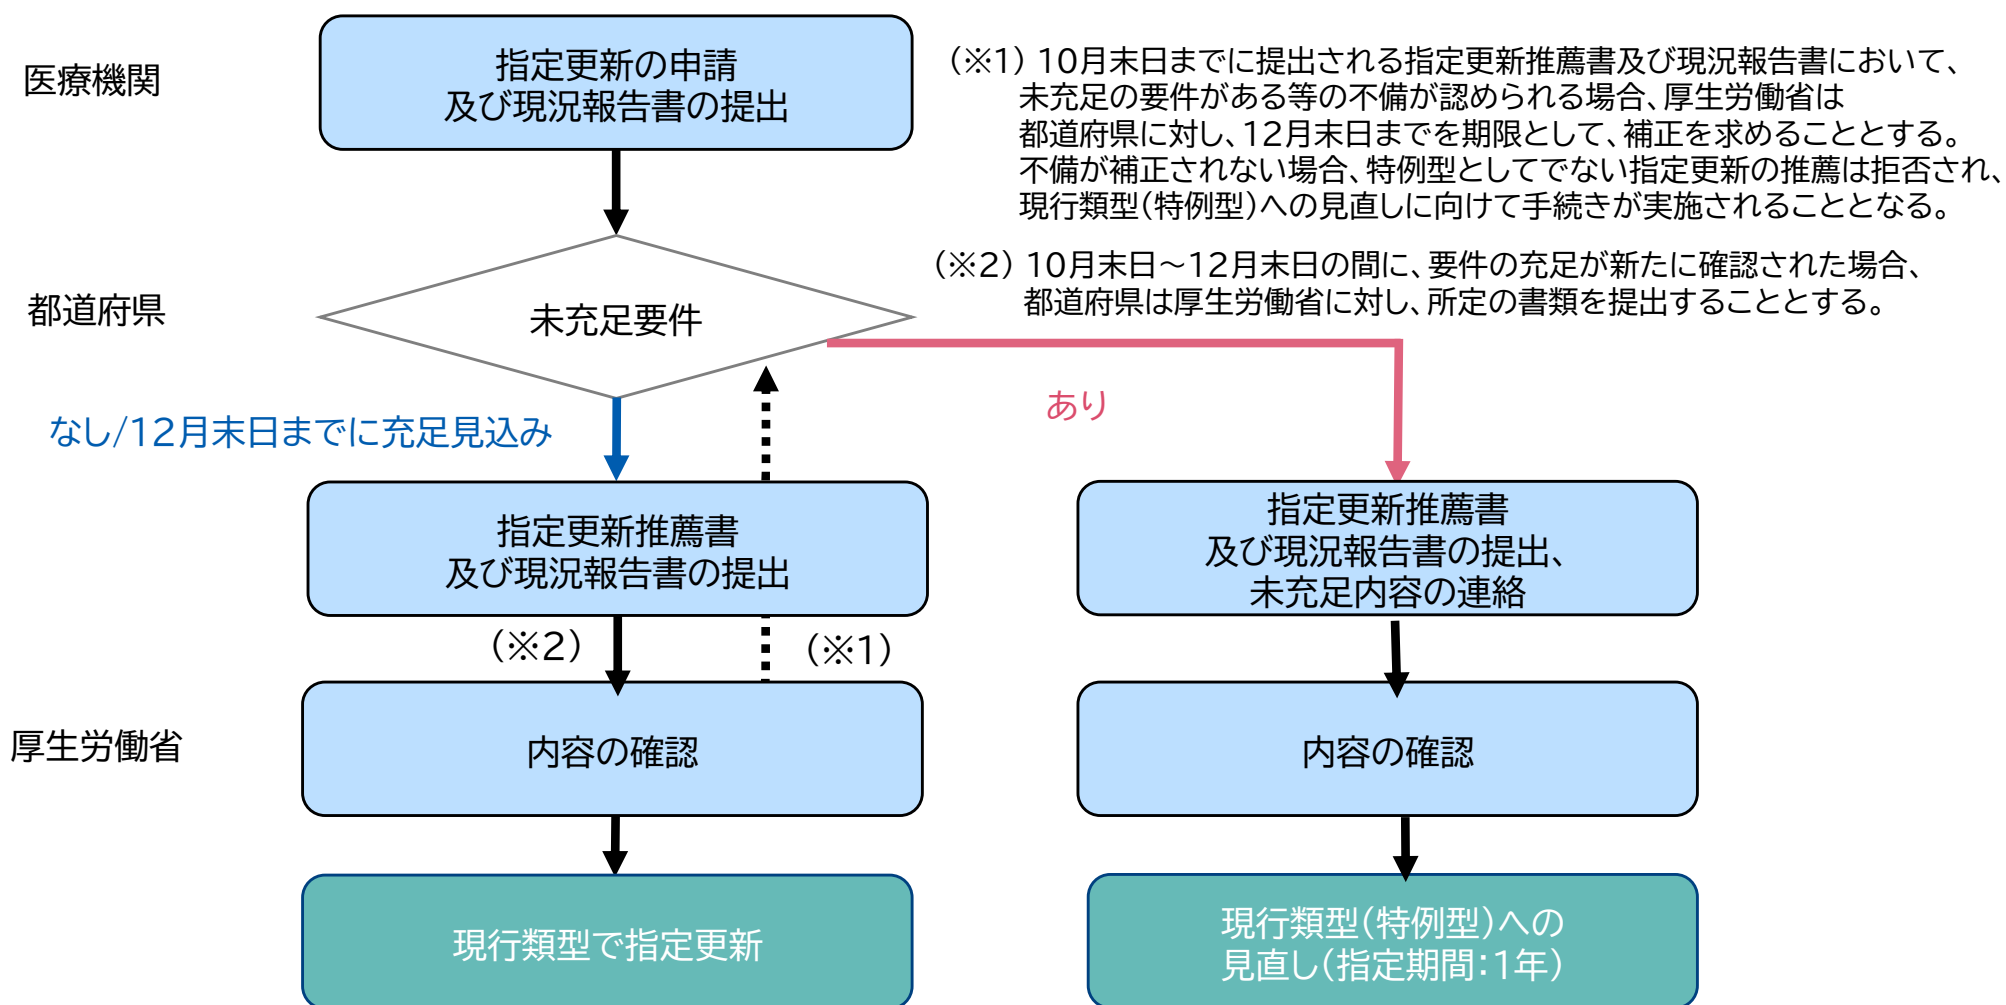 医療機関
指定更新の申請
及び現況報告書の提出
(※1) 10月末日までに提出される指定更新推薦書及び現況報告書において、
未充足の要件がある等の不備が認められる場合、厚生労働省は
都道府県に対し、12月末日までを期限として、補正を求めることとする。
不備が補正されない場合、特例型としてでない指定更新の推薦は拒否され、
現行類型(特例型)への見直しに向けて手続きが実施されることとなる。
(※2) 10月末日~12月末日の間に、要件の充足が新たに確認された場合、
都道府県は厚生労働省に対し、所定の書類を提出することとする。
都道府県
未充足要件
なし/12月末日までに充足見込み
あり
指定更新推薦書
及び現況報告書の提出
指定更新推薦書
及び現況報告書の提出、
未充足内容の連絡
(※2)
(※1)
厚生労働省
内容の確認
内容の確認
現行類型で指定更新
現行類型(特例型)への
見直し(指定期間:1年)